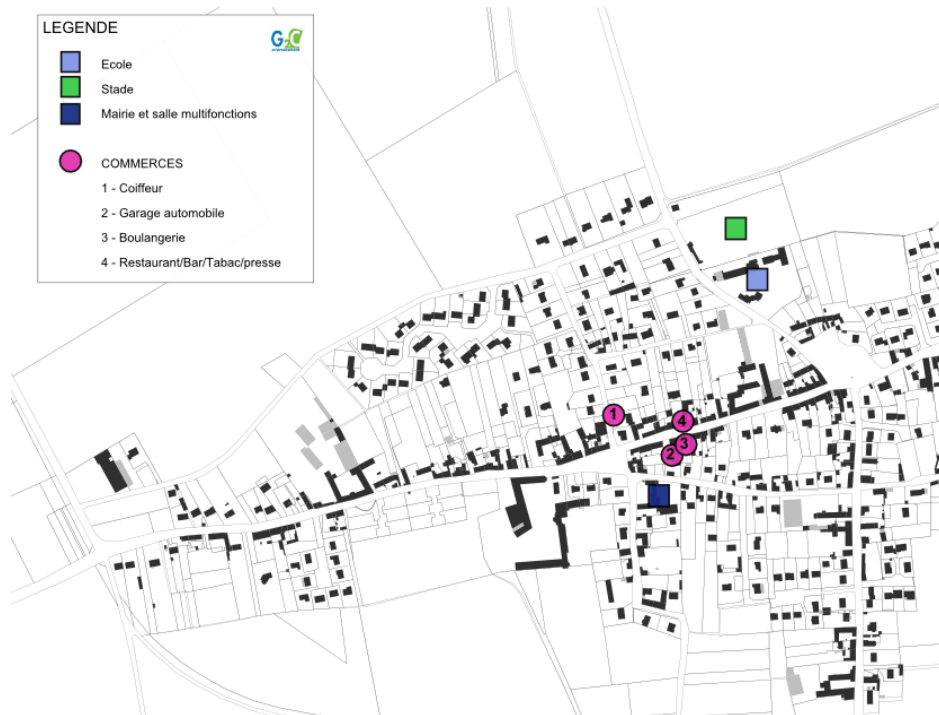 LEGENDE
G2C
Ecole
Stade
Mairie et salle multifonctions
COMMERCES
1 - Coiffeur
2 - Garage automobile
3 - Boulangerie
4 - Restaurant/Bar/Tabac/presse
1
4
3
2